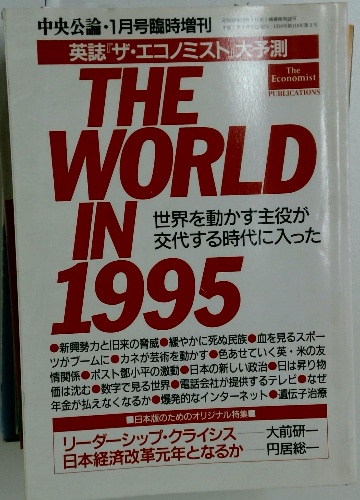 中央公論・1月号臨時増刊
英誌『ザ・エコノミスト』大予測
The
Economist
PUBLICATIONS
THE
WORLD
IN
1995
世界を動かす主役が
交代する時代に入った
●新興勢力と旧来の脅威●緩やかに死ぬ民族●血を見るスポー
ツがブームに●カネが芸術を動かす●色あせていく英・米の友
情関係●ポスト鄧小平の激動●日本の新しい政治●日は昇り物
価は沈む●数字で見る世界●電話会社が提供するテレビ●なぜ
年金が払えなくなるか●爆発的なインターネット●遺伝子治療
■日本版のためのオリジナル特集■
リーダーシップ・クライシス 大前研一
日本経済改革元年となるか 円居総一